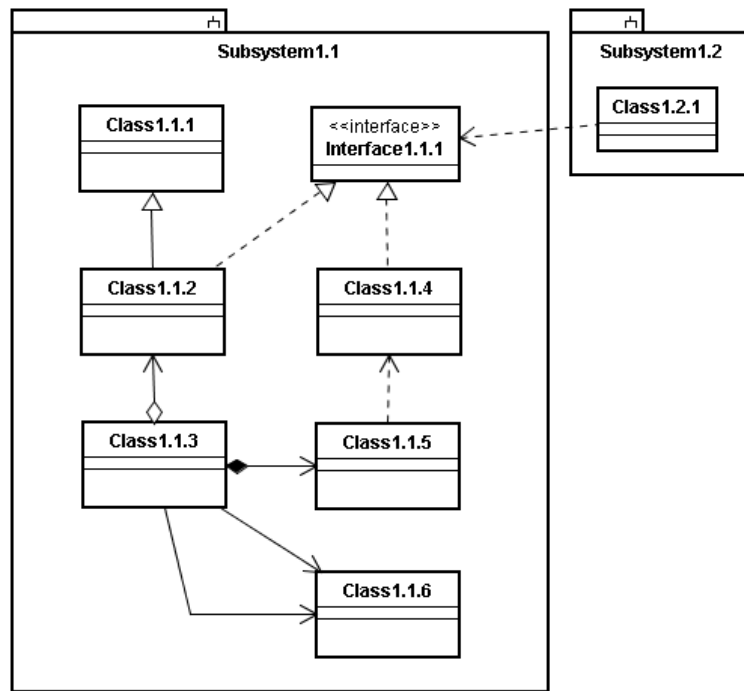 Subsystem1.1
Subsystem1.2
Class1.1.1
<<interface>>
Interface1.1.1
Class1.2.1
Class1.1.2
Class1.1.4
Class1.1.3
Class1.1.5
Class1.1.6